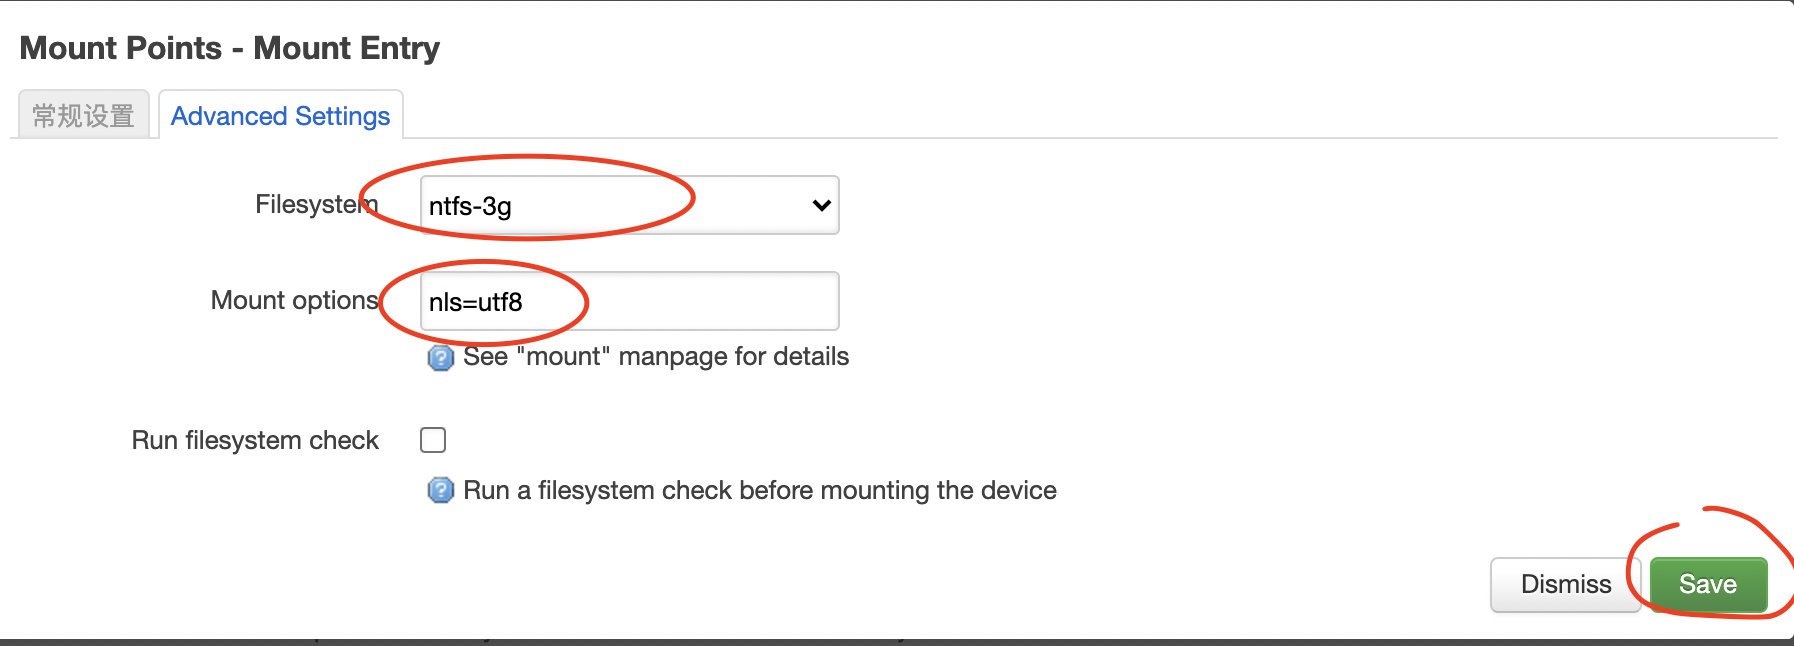 Mount Points - Mount Entry
常规设置 Advanced Settings
Filesystem ntfs-3g
Mount options nls=utf8
See "mount" manpage for details
Run filesystem check
Run a filesystem check before mounting the device
Dismiss Save